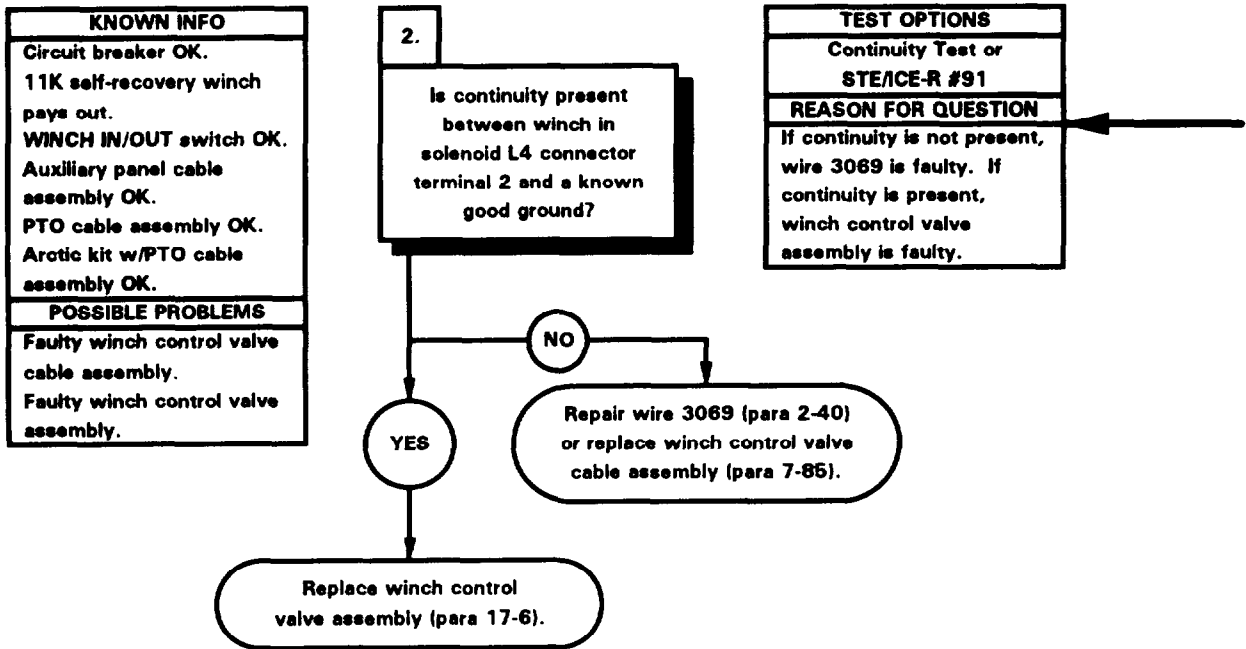 KNOWN INFO
Circuit breaker OK.
11K self-recovery winch
pays out.
WINCH IN/OUT switch OK.
Auxiliary panel cable
assembly OK.
PTO cable assembly OK.
Arctic kit w/PTO cable
assembly OK.
POSSIBLE PROBLEMS
Faulty winch control valve
cable assembly.
Faulty winch control valve
assembly.
2.
Is continuity present
between winch in
solenoid L4 connector
terminal 2 and a known
good ground?
TEST OPTIONS
Continuity Test or
STE/ICE-R #91
REASON FOR QUESTION
If continuity is not present,
wire 3069 is faulty. If
continuity is present,
winch control valve
assembly is faulty.
NO
YES
Repair wire 3069 (para 2-40)
or replace winch control valve
cable assembly (para 7-85).
Replace winch control
valve assembly (para 17-6).